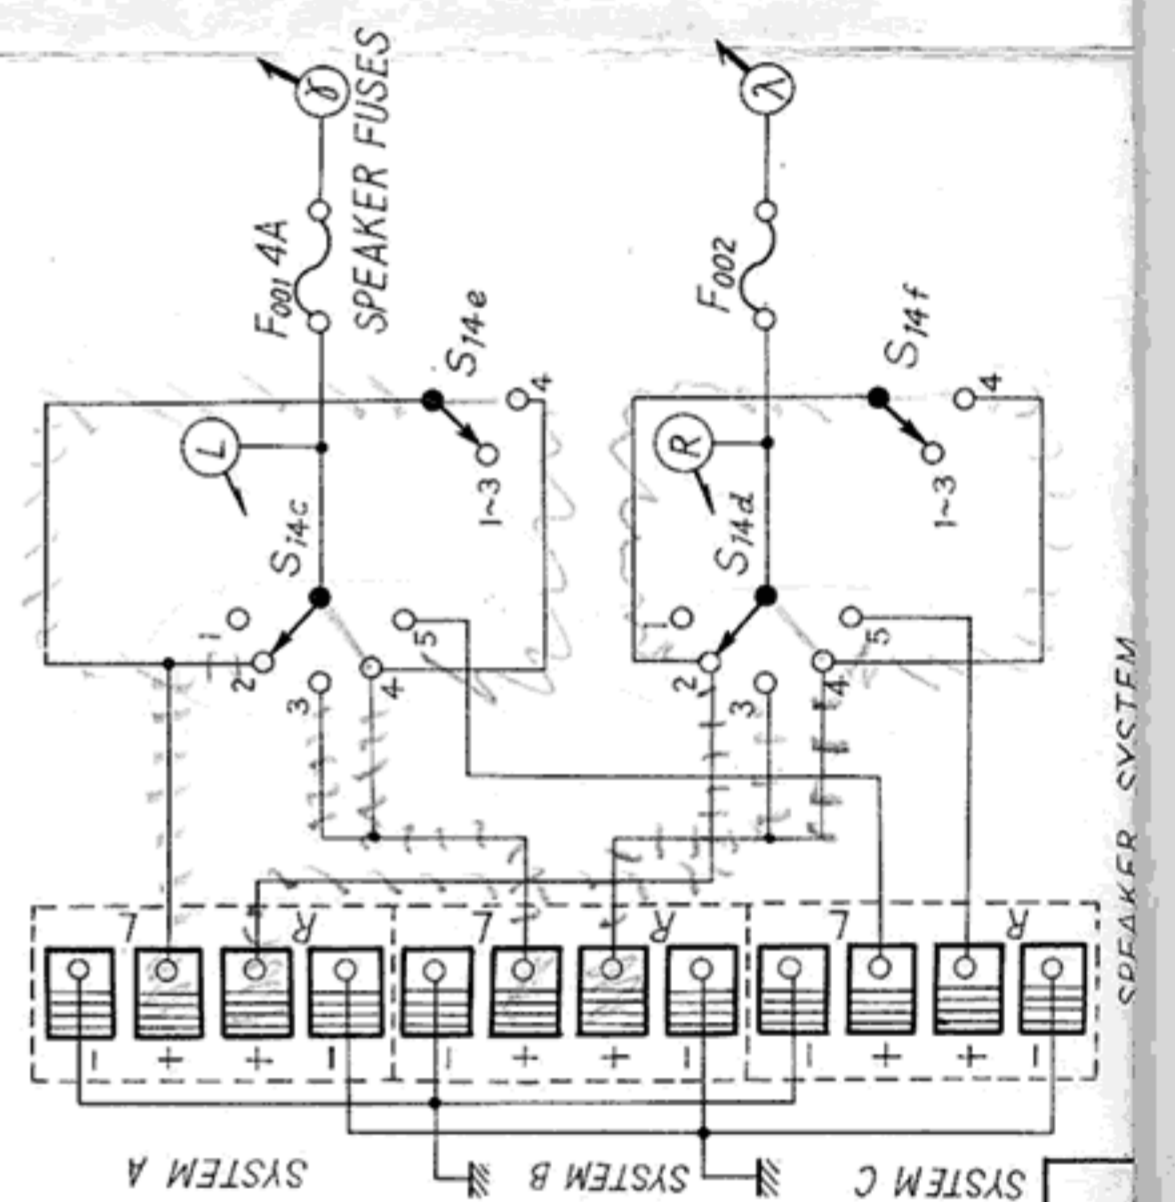 γ
λ
SPEAKER FUSES
F001 4A
F002
S14e
S14f
4
4
L
R
1~3
1~3
S14c
S14d
1
2
3
4
5
1
2
3
4
5
L
R
L
R
L
R
− + + − − + + − − + + −
SYSTEM A
SYSTEM B
SYSTEM C
SPEAKER SYSTEM